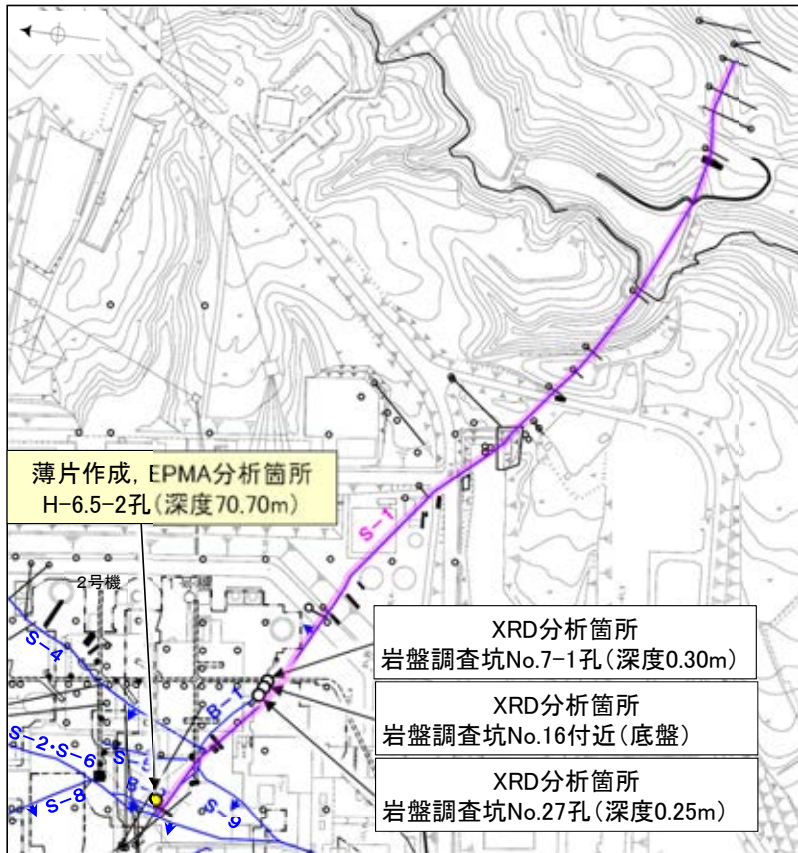 S-1
薄片作成, EPMA分析箇所
H-6.5-2孔(深度70.70m)
2号機
S-4
B-1
S-2・S-6
S-8
S-9
XRD分析箇所
岩盤調査坑No.7-1孔(深度0.30m)
XRD分析箇所
岩盤調査坑No.16付近(底盤)
XRD分析箇所
岩盤調査坑No.27孔(深度0.25m)